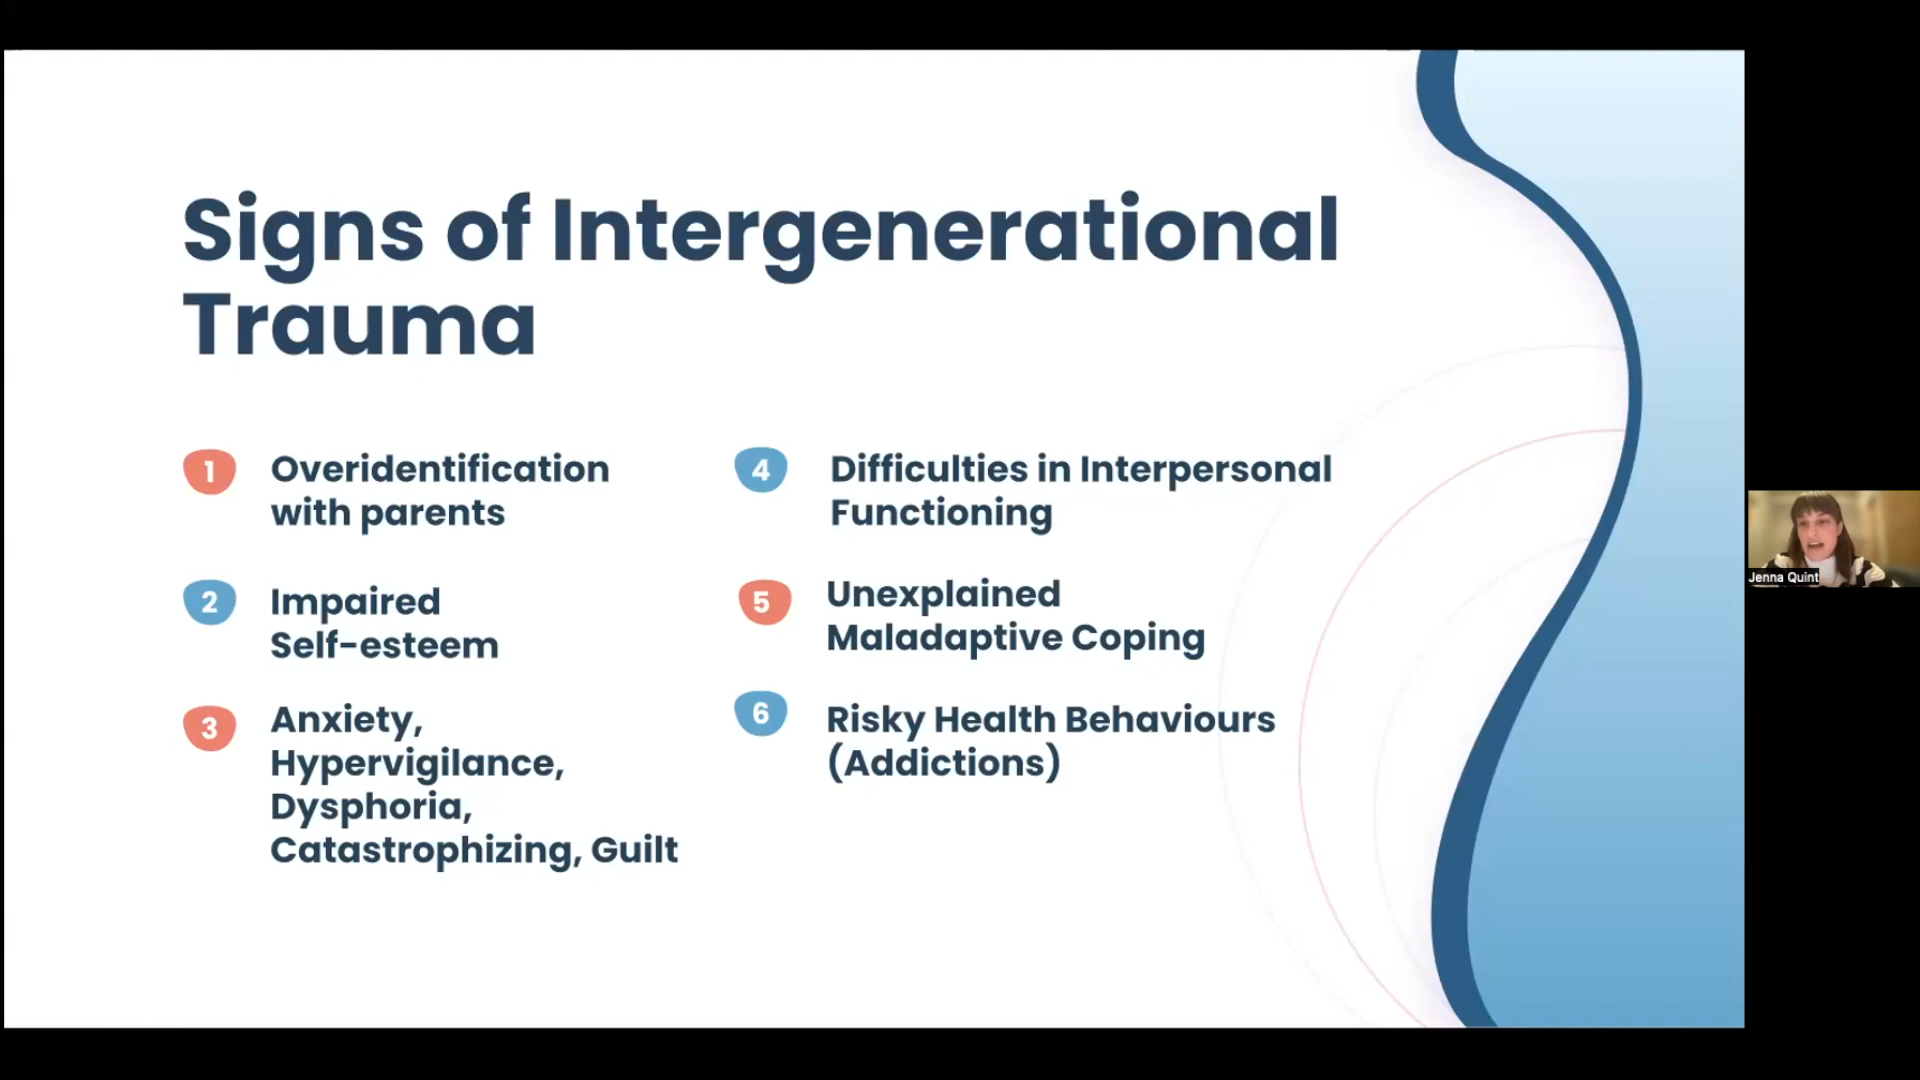 Signs of Intergenerational
Trauma
1
Overidentification
with parents
2
Impaired
Self-esteem
3
Anxiety,
Hypervigilance,
Dysphoria,
Catastrophizing, Guilt
4
Difficulties in Interpersonal
Functioning
5
Unexplained
Maladaptive Coping
6
Risky Health Behaviours
(Addictions)
Jenna Quint